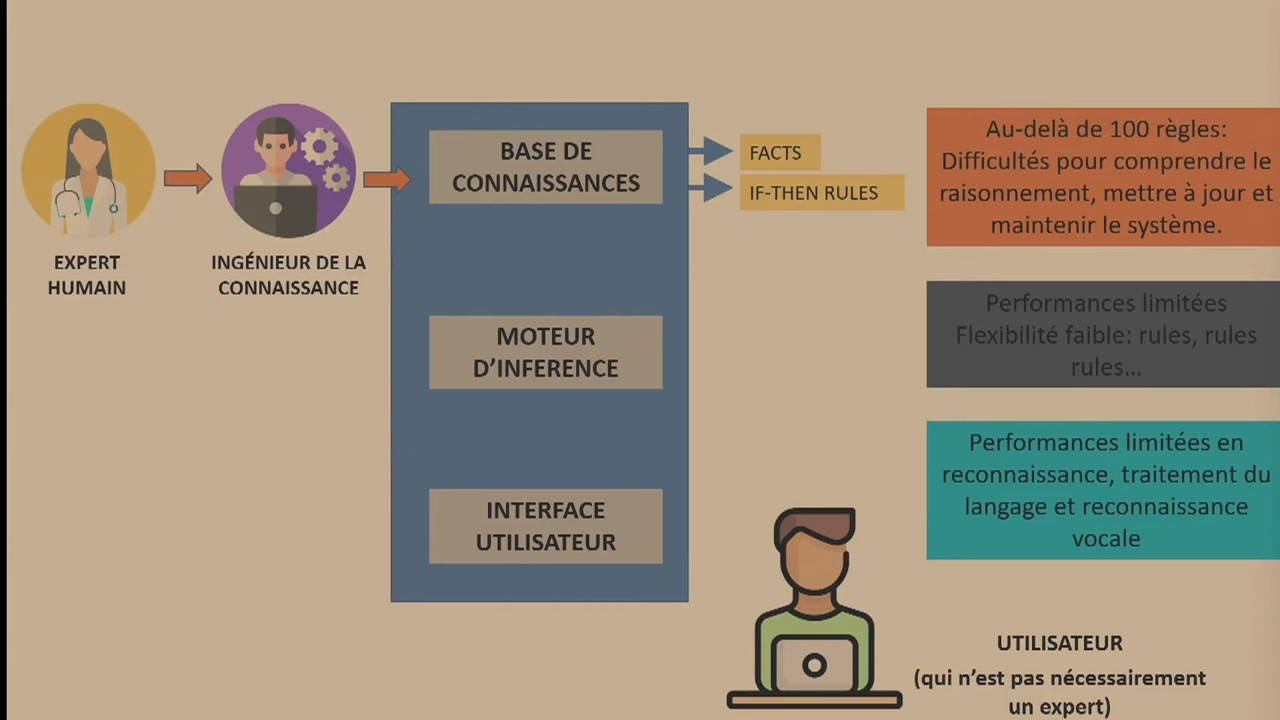 EXPERT
HUMAIN
INGÉNIEUR DE LA
CONNAISSANCE
BASE DE
CONNAISSANCES
MOTEUR
D'INFERENCE
INTERFACE
UTILISATEUR
FACTS
IF-THEN RULES
Au-delà de 100 règles:
Difficultés pour comprendre le
raisonnement, mettre à jour et
maintenir le système.
Performances limitées
Flexibilité faible: rules, rules
rules...
Performances limitées en
reconnaissance, traitement du
langage et reconnaissance
vocale
UTILISATEUR
(qui n'est pas nécessairement
un expert)